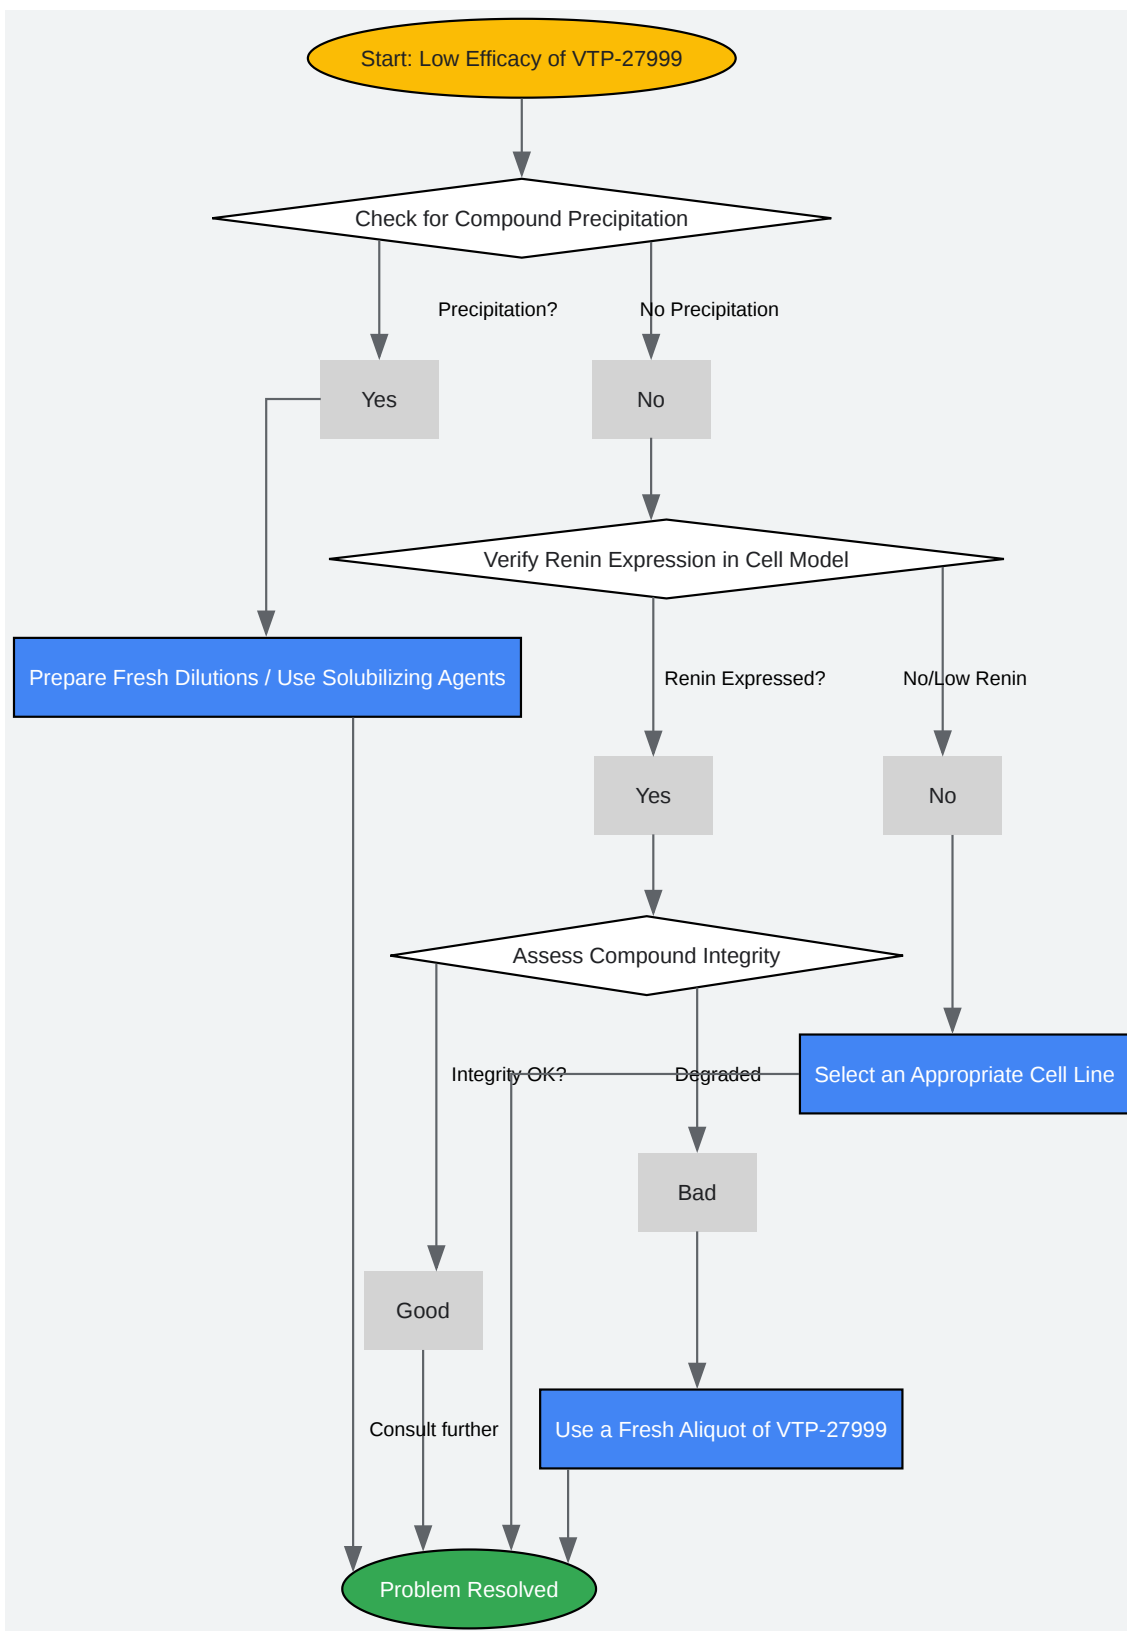 Start: Low Efficacy of VTP-27999
Check for Compound Precipitation
Precipitation?
No Precipitation
Yes
No
Verify Renin Expression in Cell Model
Prepare Fresh Dilutions / Use Solubilizing Agents
Renin Expressed?
No/Low Renin
Yes
No
Assess Compound Integrity
Integrity OK?
Degraded
Select an Appropriate Cell Line
Bad
Good
Consult further
Use a Fresh Aliquot of VTP-27999
Problem Resolved